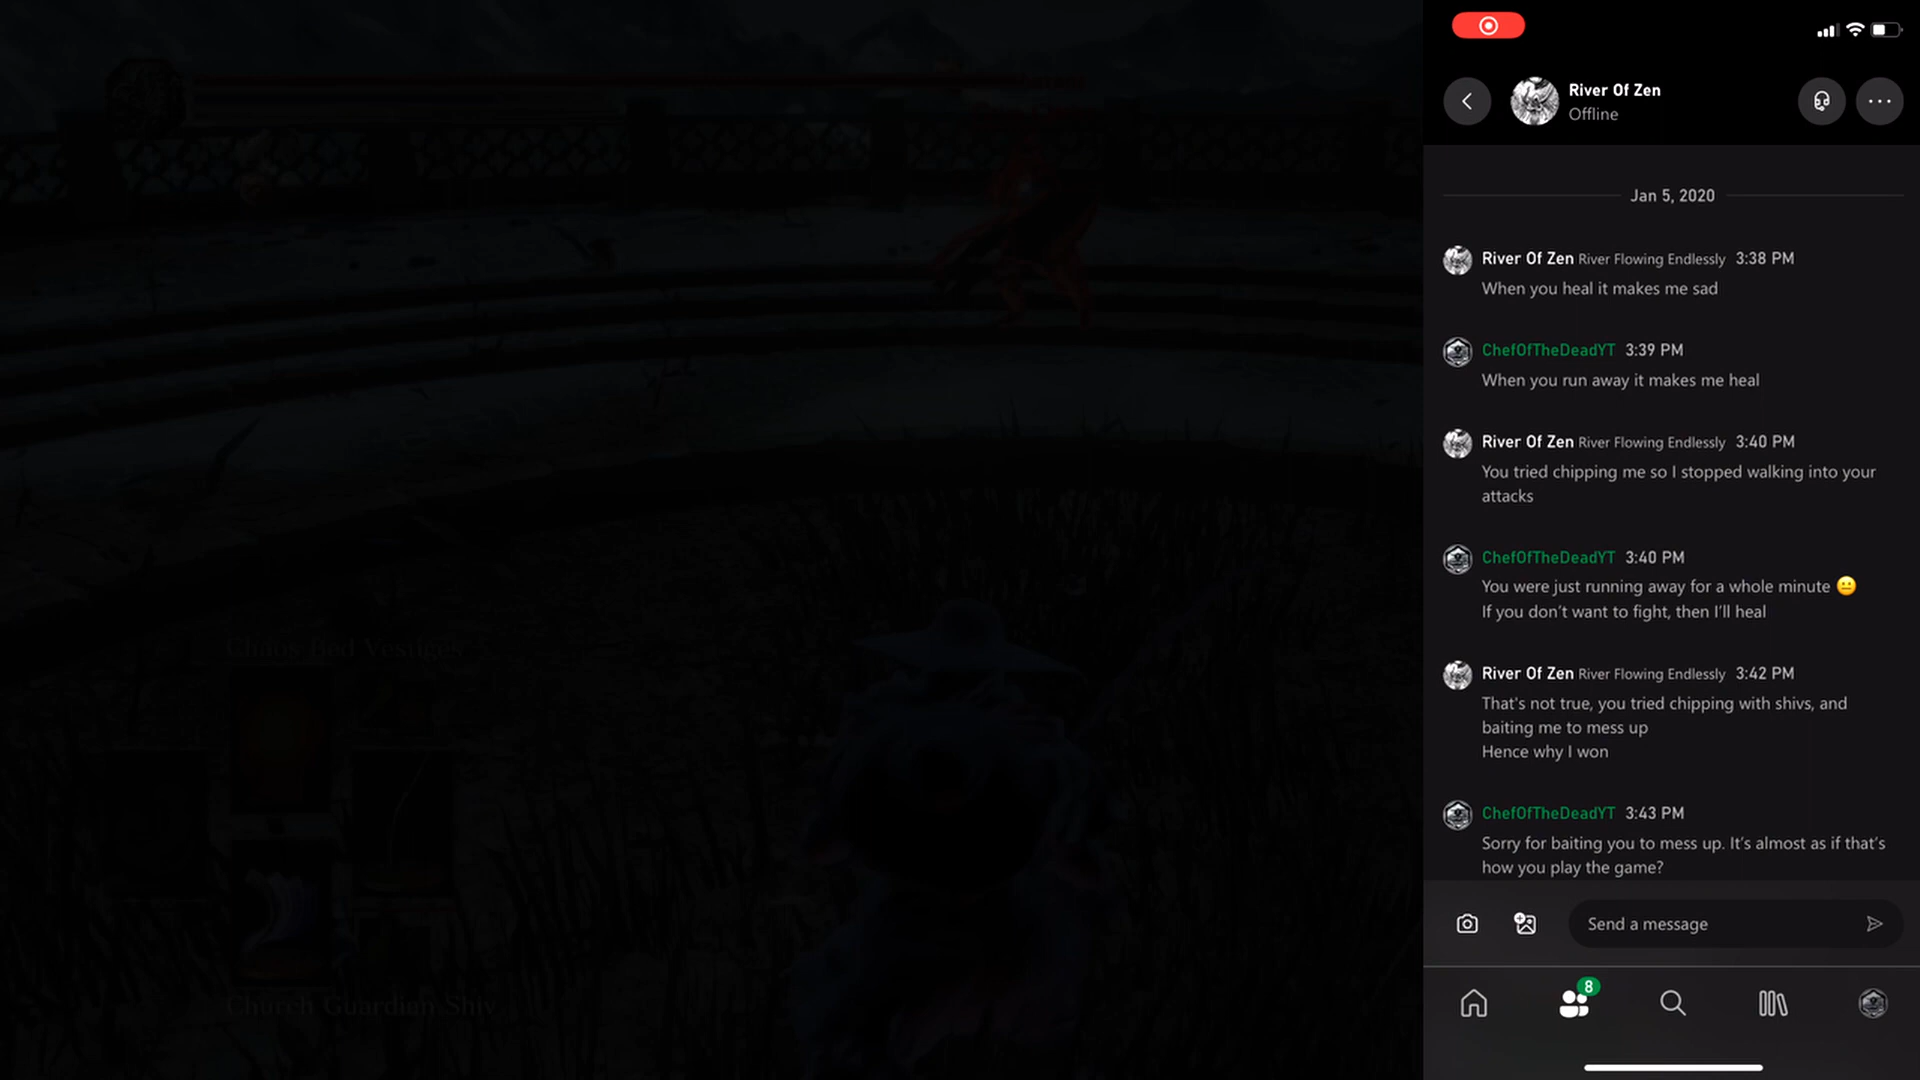 Chaos Bed Vestiges
Church Guardian Shiv
River Of Zen
Offline
Jan 5, 2020
River Of Zen River Flowing Endlessly 3:38 PM
When you heal it makes me sad
ChefOfTheDeadYT 3:39 PM
When you run away it makes me heal
River Of Zen River Flowing Endlessly 3:40 PM
You tried chipping me so I stopped walking into your
attacks
ChefOfTheDeadYT 3:40 PM
You were just running away for a whole minute 😐
If you don’t want to fight, then I’ll heal
River Of Zen River Flowing Endlessly 3:42 PM
That's not true, you tried chipping with shivs, and
baiting me to mess up
Hence why I won
ChefOfTheDeadYT 3:43 PM
Sorry for baiting you to mess up. It’s almost as if that’s
how you play the game?
Send a message
8